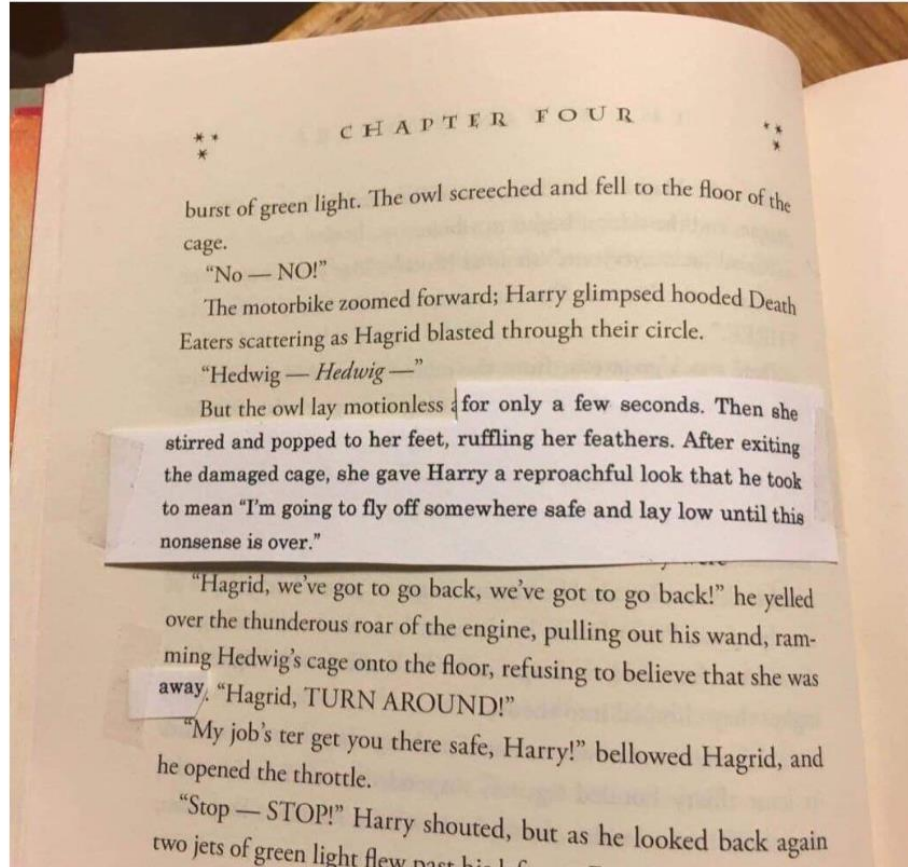 CHAPTER FOUR
burst of green light. The owl screeched and fell to the floor of the
cage.
“No — NO!”
The motorbike zoomed forward; Harry glimpsed hooded Death
Eaters scattering as Hagrid blasted through their circle.
“Hedwig — Hedwig —”
But the owl lay motionless for only a few seconds. Then she
stirred and popped to her feet, ruffling her feathers. After exiting
the damaged cage, she gave Harry a reproachful look that he took
to mean “I’m going to fly off somewhere safe and lay low until this
nonsense is over.”
“Hagrid, we’ve got to go back, we’ve got to go back!” he yelled
over the thunderous roar of the engine, pulling out his wand, ram-
ming Hedwig’s cage onto the floor, refusing to believe that she was
away. “Hagrid, TURN AROUND!”
“My job’s ter get you there safe, Harry!” bellowed Hagrid, and
he opened the throttle.
“Stop — STOP!” Harry shouted, but as he looked back again
two jets of green light flew past